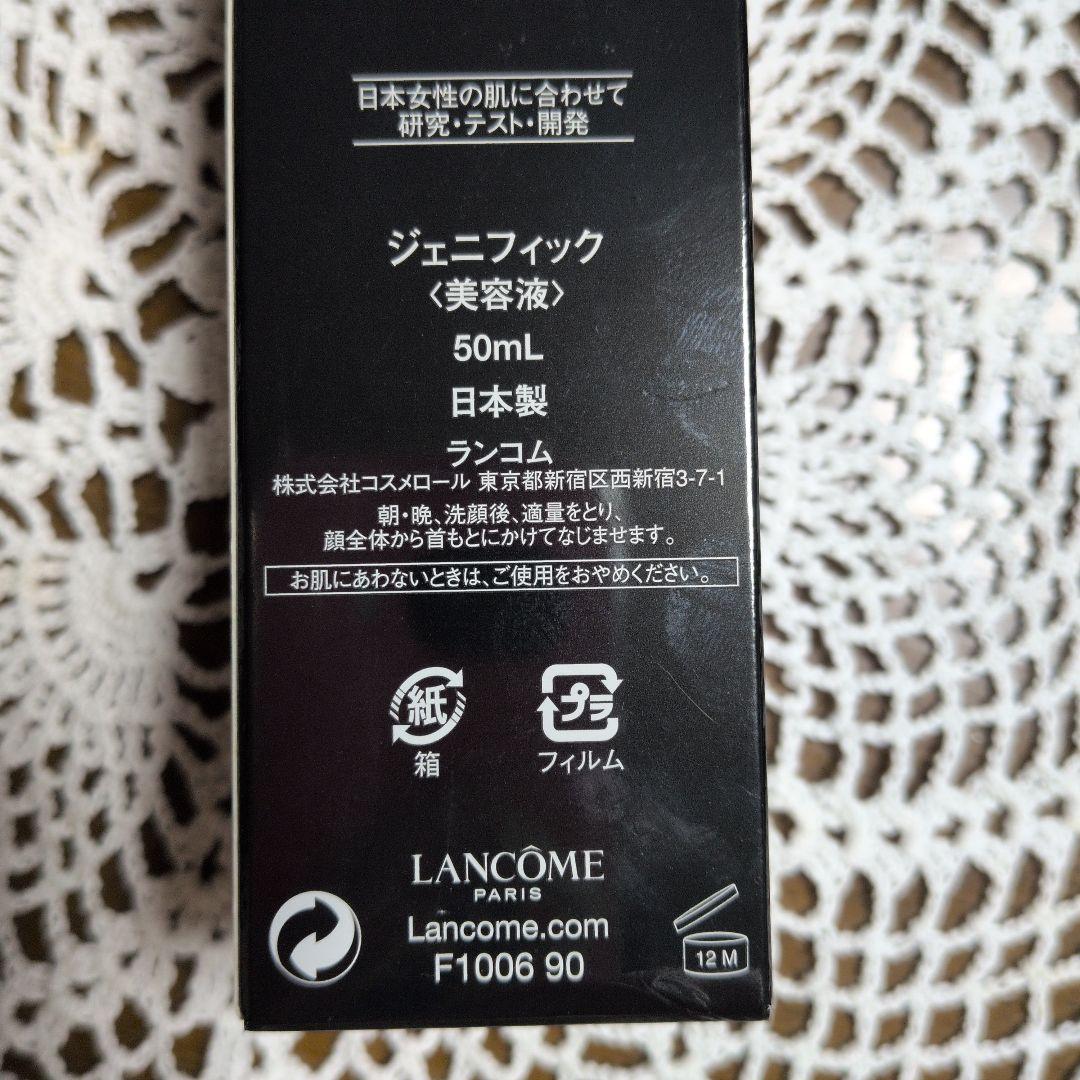 日本女性の肌に合わせて
研究・テスト・開発
ジェニフィック
〈美容液〉
50mL
日本製
ランコム
株式会社コスメロール 東京都新宿区西新宿3-7-1
朝・晩、洗顔後、適量をとり、
顔全体から首もとにかけてなじませます。
お肌にあわないときは、ご使用をおやめください。
紙 プラ
箱 フィルム
LANCÔME
PARIS
Lancome.com
F1006 90
12 M